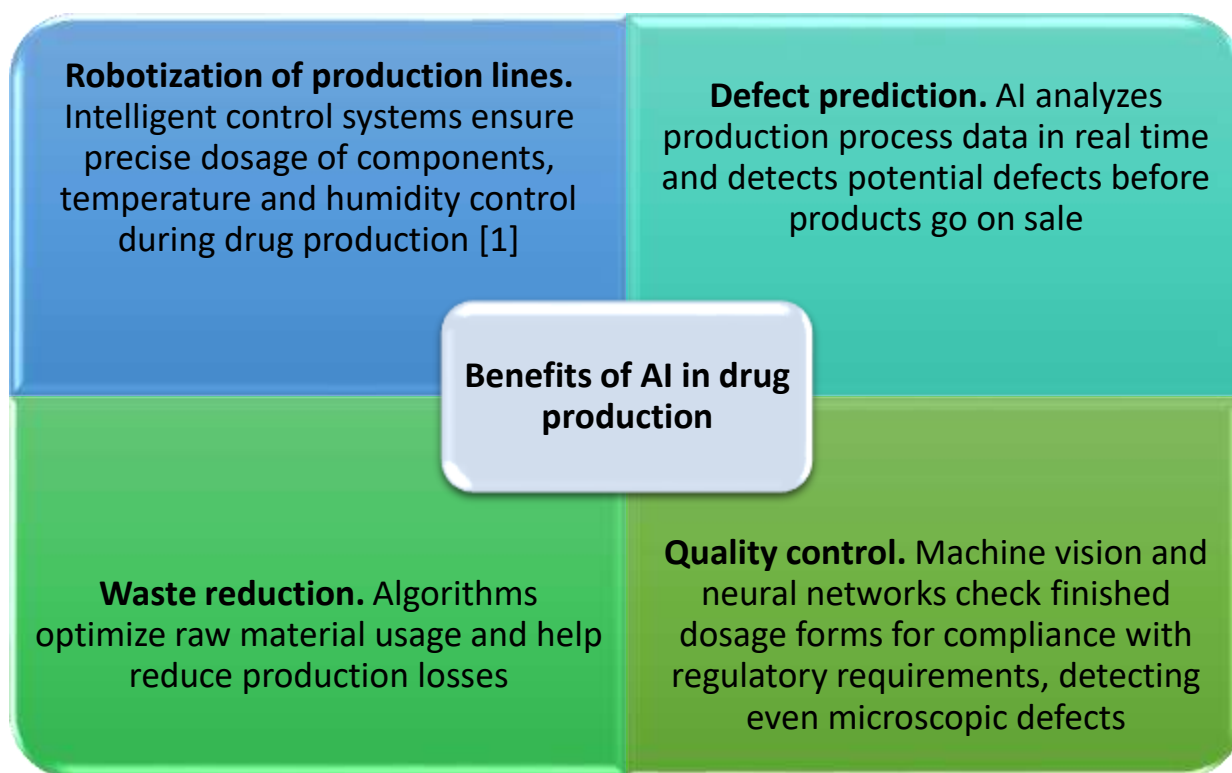 Robotization of production lines.
Intelligent control systems ensure
precise dosage of components,
temperature and humidity control
during drug production [1]
Defect prediction. AI analyzes
production process data in real time
and detects potential defects before
products go on sale
Benefits of AI in drug
production
Waste reduction. Algorithms
optimize raw material usage and help
reduce production losses
Quality control. Machine vision and
neural networks check finished
dosage forms for compliance with
regulatory requirements, detecting
even microscopic defects